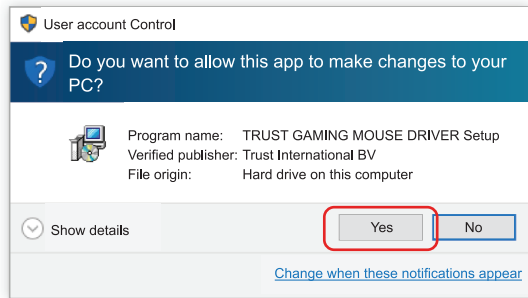 User account Control
Do you want to allow this app to make changes to your
PC?
Program name: TRUST GAMING MOUSE DRIVER Setup
Verified publisher: Trust International BV
File origin: Hard drive on this computer
Show details
Yes
No
Change when these notifications appear